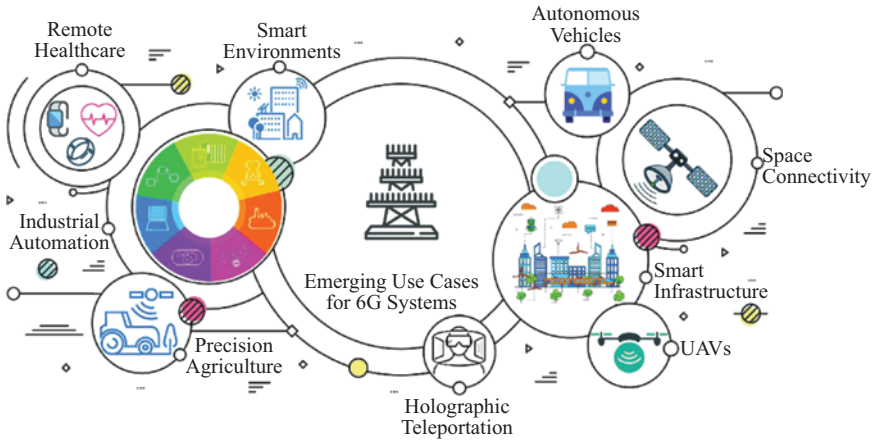 Remote
Healthcare
Smart
Environments
Autonomous
Vehicles
Space
Connectivity
Industrial
Automation
Emerging Use Cases
for 6G Systems
Smart
Infrastructure
Precision
Agriculture
UAVs
Holographic
Teleportation